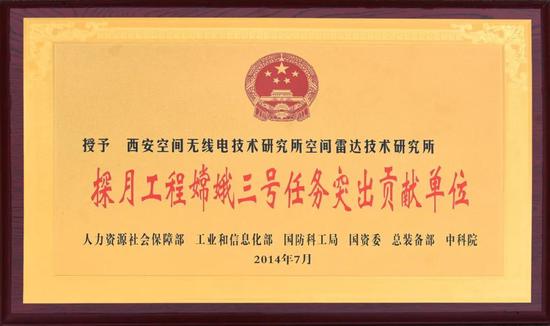 授予 西安空间无线电技术研究所空间雷达技术研究所
探月工程嫦娥三号任务突出贡献单位
人力资源社会保障部 工业和信息化部 国防科工局 国资委 总装备部 中科院
2014年7月